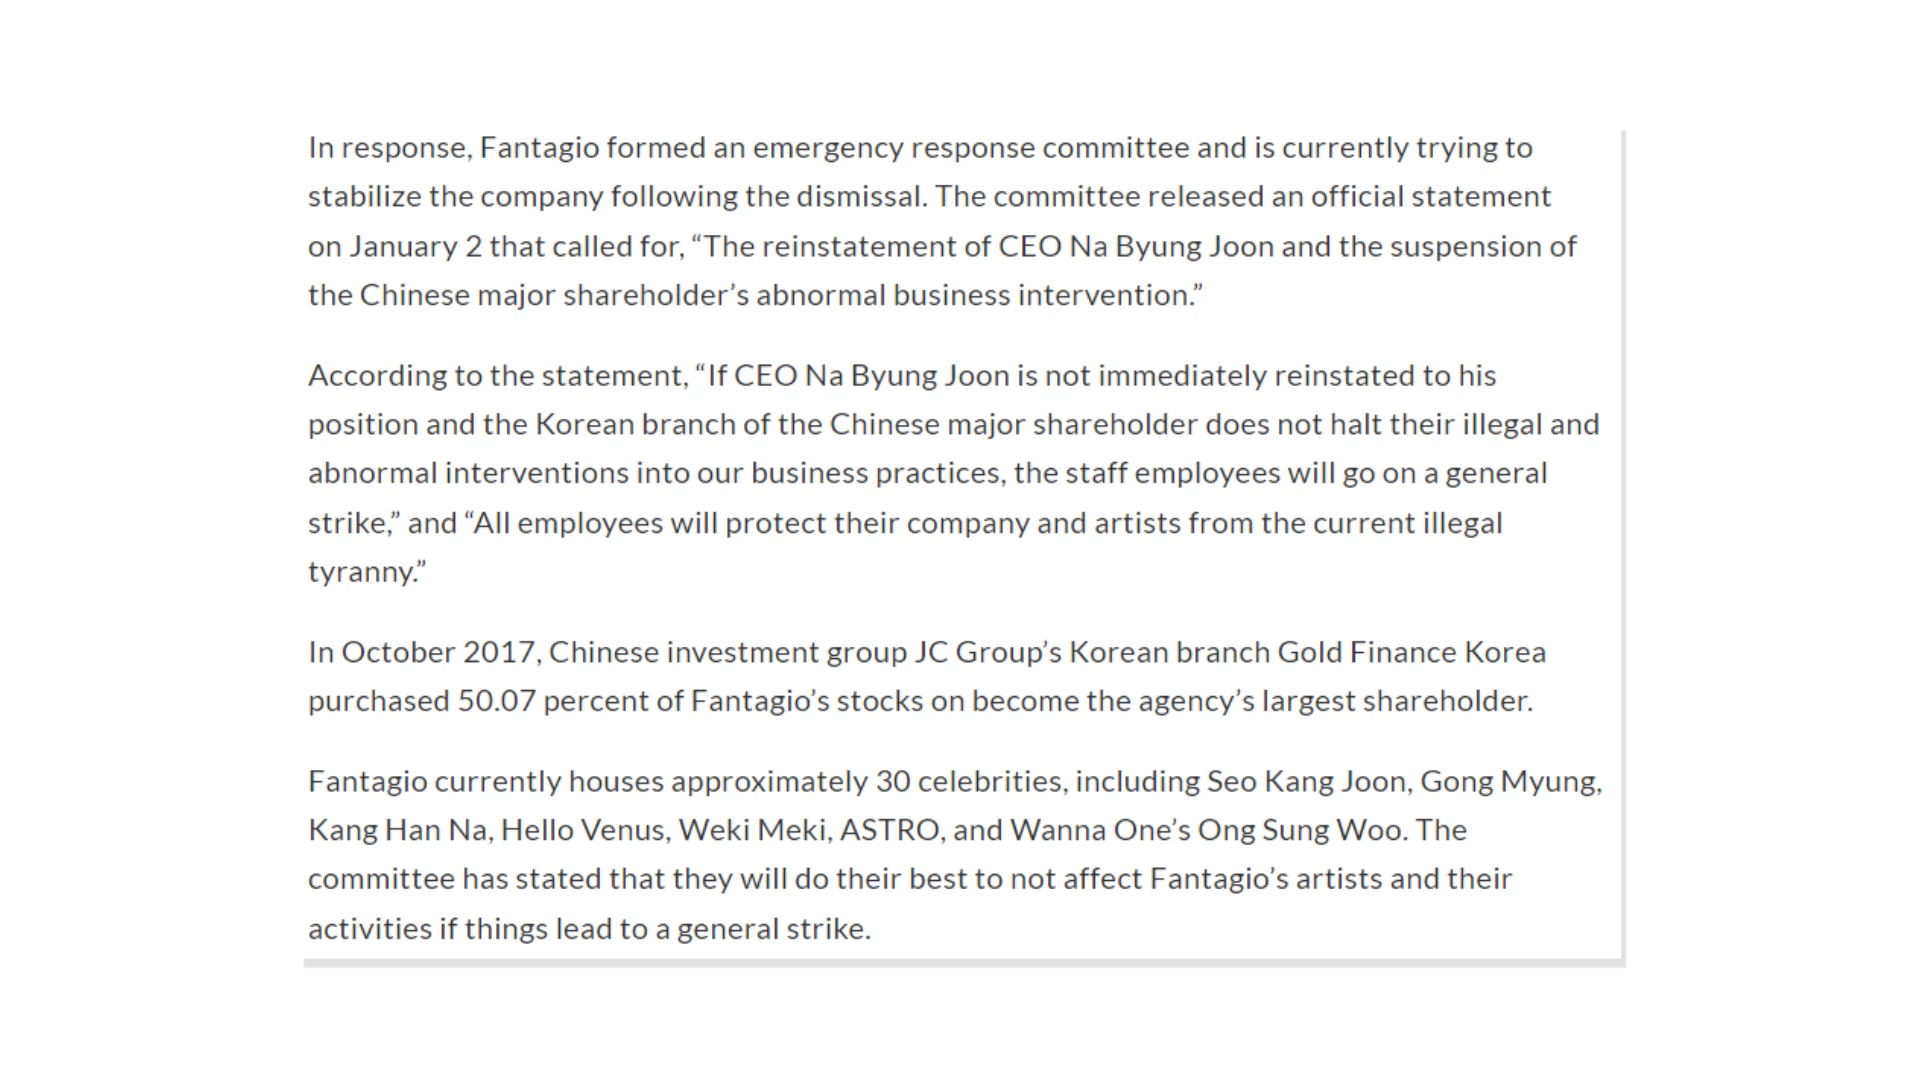 In response, Fantagio formed an emergency response committee and is currently trying to
stabilize the company following the dismissal. The committee released an official statement
on January 2 that called for, “The reinstatement of CEO Na Byung Joon and the suspension of
the Chinese major shareholder’s abnormal business intervention.”
According to the statement, “If CEO Na Byung Joon is not immediately reinstated to his
position and the Korean branch of the Chinese major shareholder does not halt their illegal and
abnormal interventions into our business practices, the staff employees will go on a general
strike,” and “All employees will protect their company and artists from the current illegal
tyranny.”
In October 2017, Chinese investment group JC Group’s Korean branch Gold Finance Korea
purchased 50.07 percent of Fantagio’s stocks on become the agency’s largest shareholder.
Fantagio currently houses approximately 30 celebrities, including Seo Kang Joon, Gong Myung,
Kang Han Na, Hello Venus, Weki Meki, ASTRO, and Wanna One’s Ong Sung Woo. The
committee has stated that they will do their best to not affect Fantagio’s artists and their
activities if things lead to a general strike.